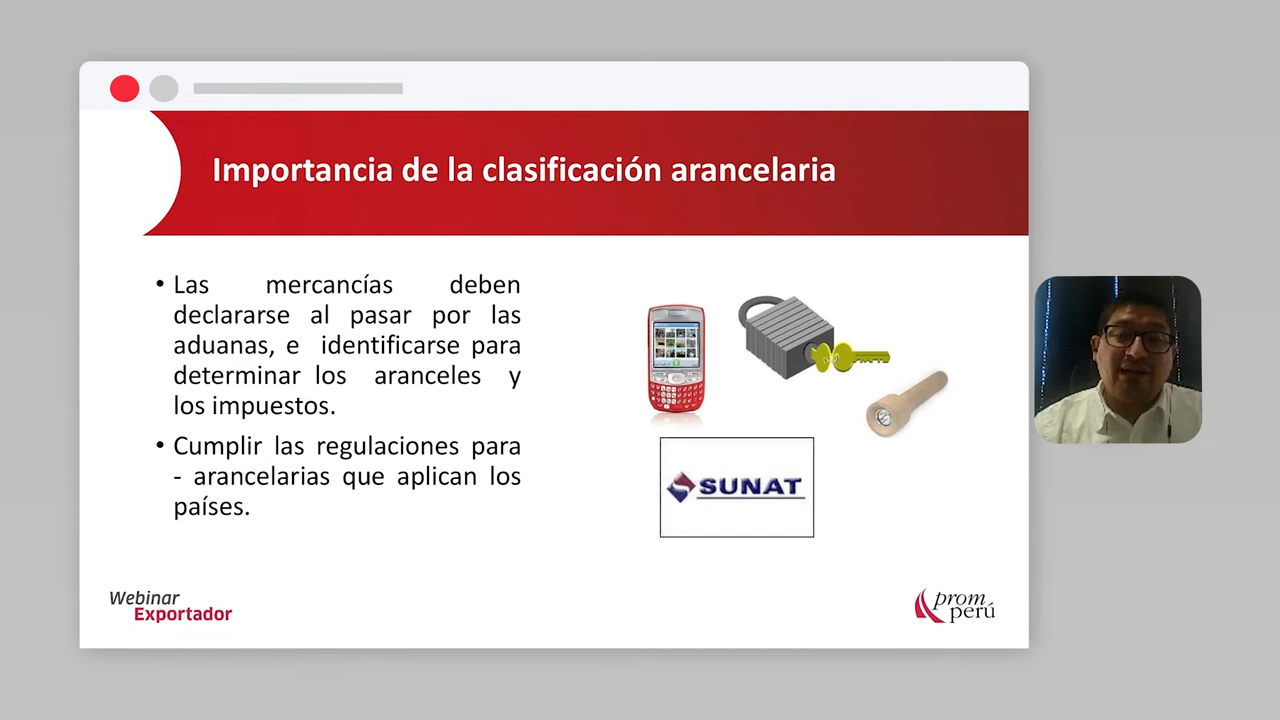 Importancia de la clasificación arancelaria
• Las mercancías deben
declararse al pasar por las
aduanas, e identificarse para
determinar los aranceles y
los impuestos.
• Cumplir las regulaciones para
- arancelarias que aplican los
países.
SUNAT
Webinar
Exportador
prom
perú